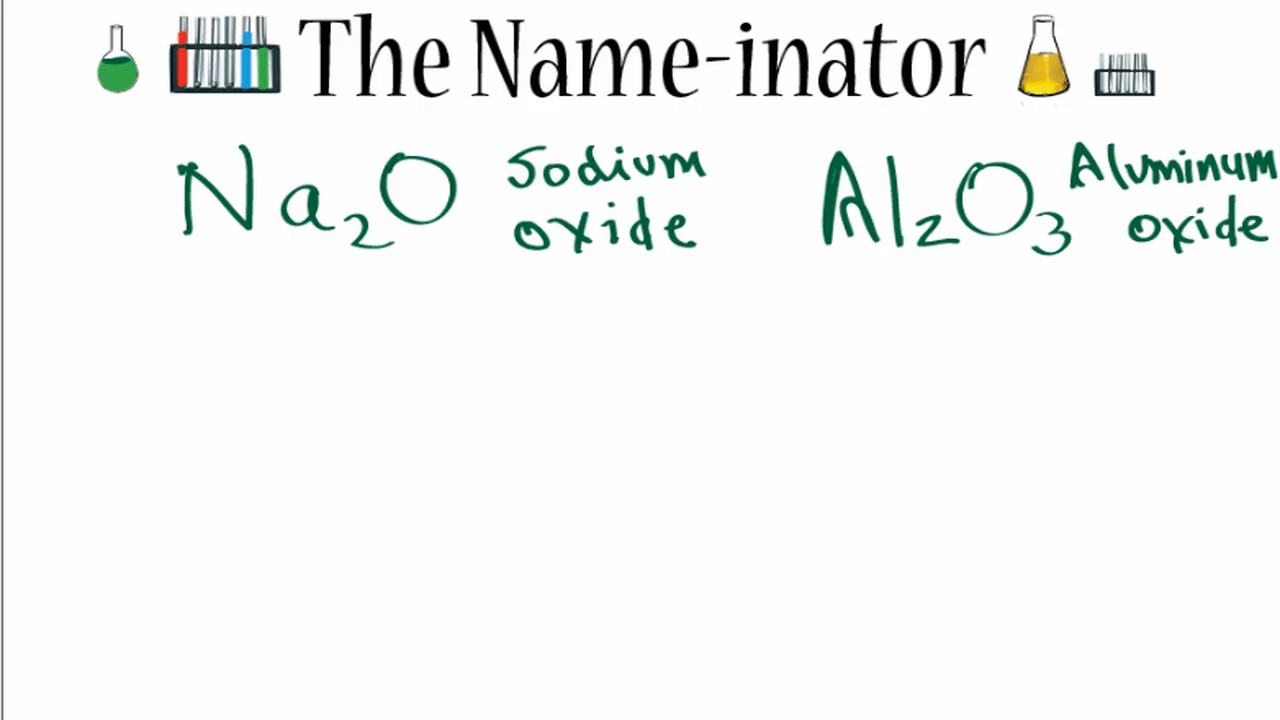 The Name-inator
Na₂O Sodium oxide
Al₂O₃ Aluminum oxide